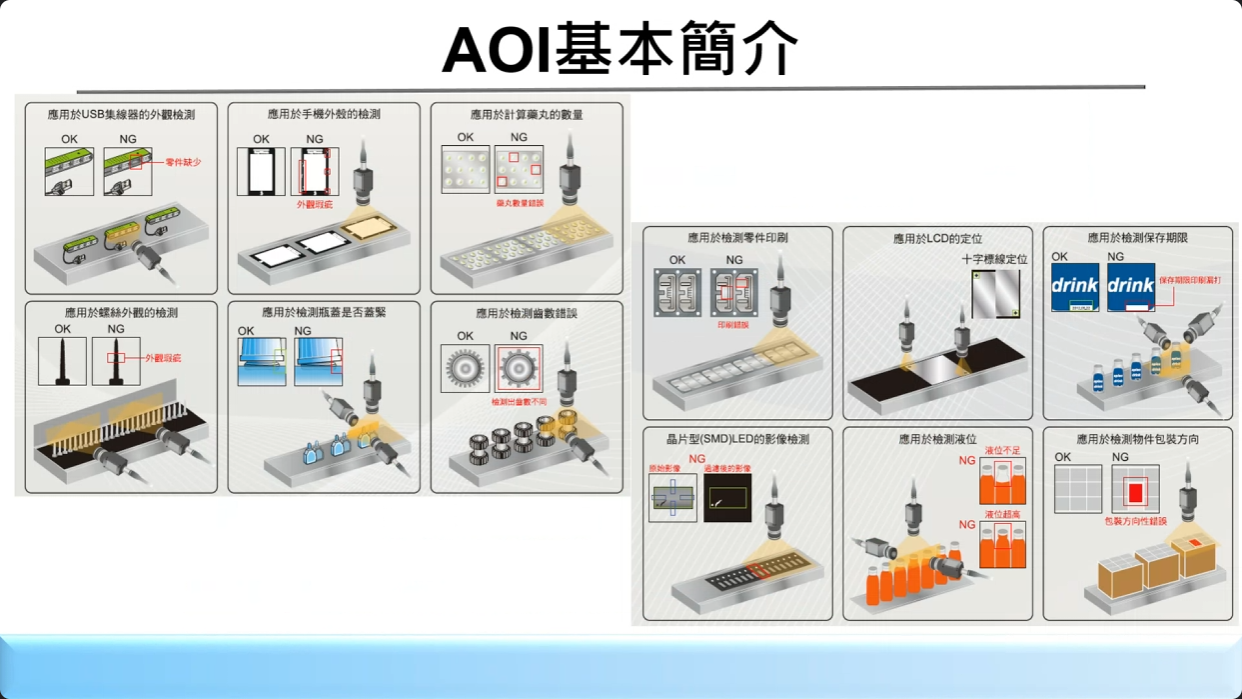 AOI基本簡介
應用於USB集線器的外觀檢測
OK
NG
零件缺少
應用於手機外殼的檢測
OK
NG
外觀瑕疵
應用於計算藥丸的數量
OK
NG
藥丸數量錯誤
應用於螺絲外觀的檢測
OK
NG
外觀瑕疵
應用於檢測瓶蓋是否蓋緊
OK
NG
應用於檢測齒數錯誤
OK
NG
檢測出齒數不同
應用於檢測零件印刷
OK
NG
印刷錯誤
應用於LCD的定位
十字標線定位
應用於檢測保存期限
OK
NG
drink
drink
保存期限印刷漏打
晶片型(SMD)LED的影像檢測
NG
原始影像
過濾後的影像
應用於檢測液位
液位不足
NG
液位超高
NG
應用於檢測物件包裝方向
OK
NG
包裝方向性錯誤